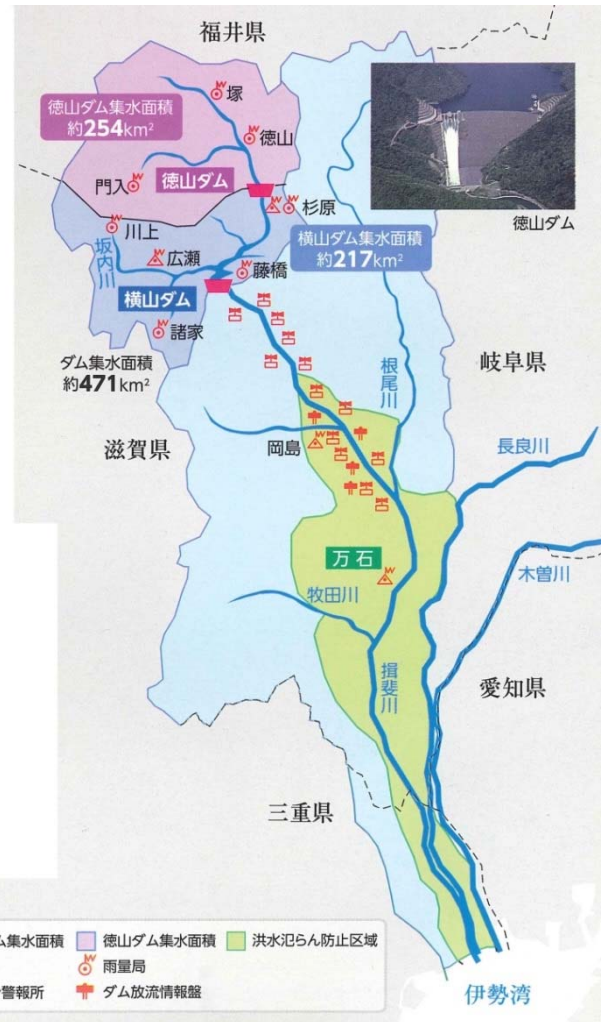 福井県
塚
徳山ダム集水面積
約254km²
徳山
門入
徳山ダム
杉原
徳山ダム
川上
坂内川
広瀬
横山ダム集水面積
約217km²
藤橋
横山ダム
諸家
ダム集水面積
約471km²
根尾川
岐阜県
滋賀県
岡島
長良川
万石
木曽川
牧田川
揖斐川
愛知県
三重県
ム集水面積
徳山ダム集水面積
洪水氾らん防止区域
雨量局
警報所
ダム放流情報盤
伊勢湾